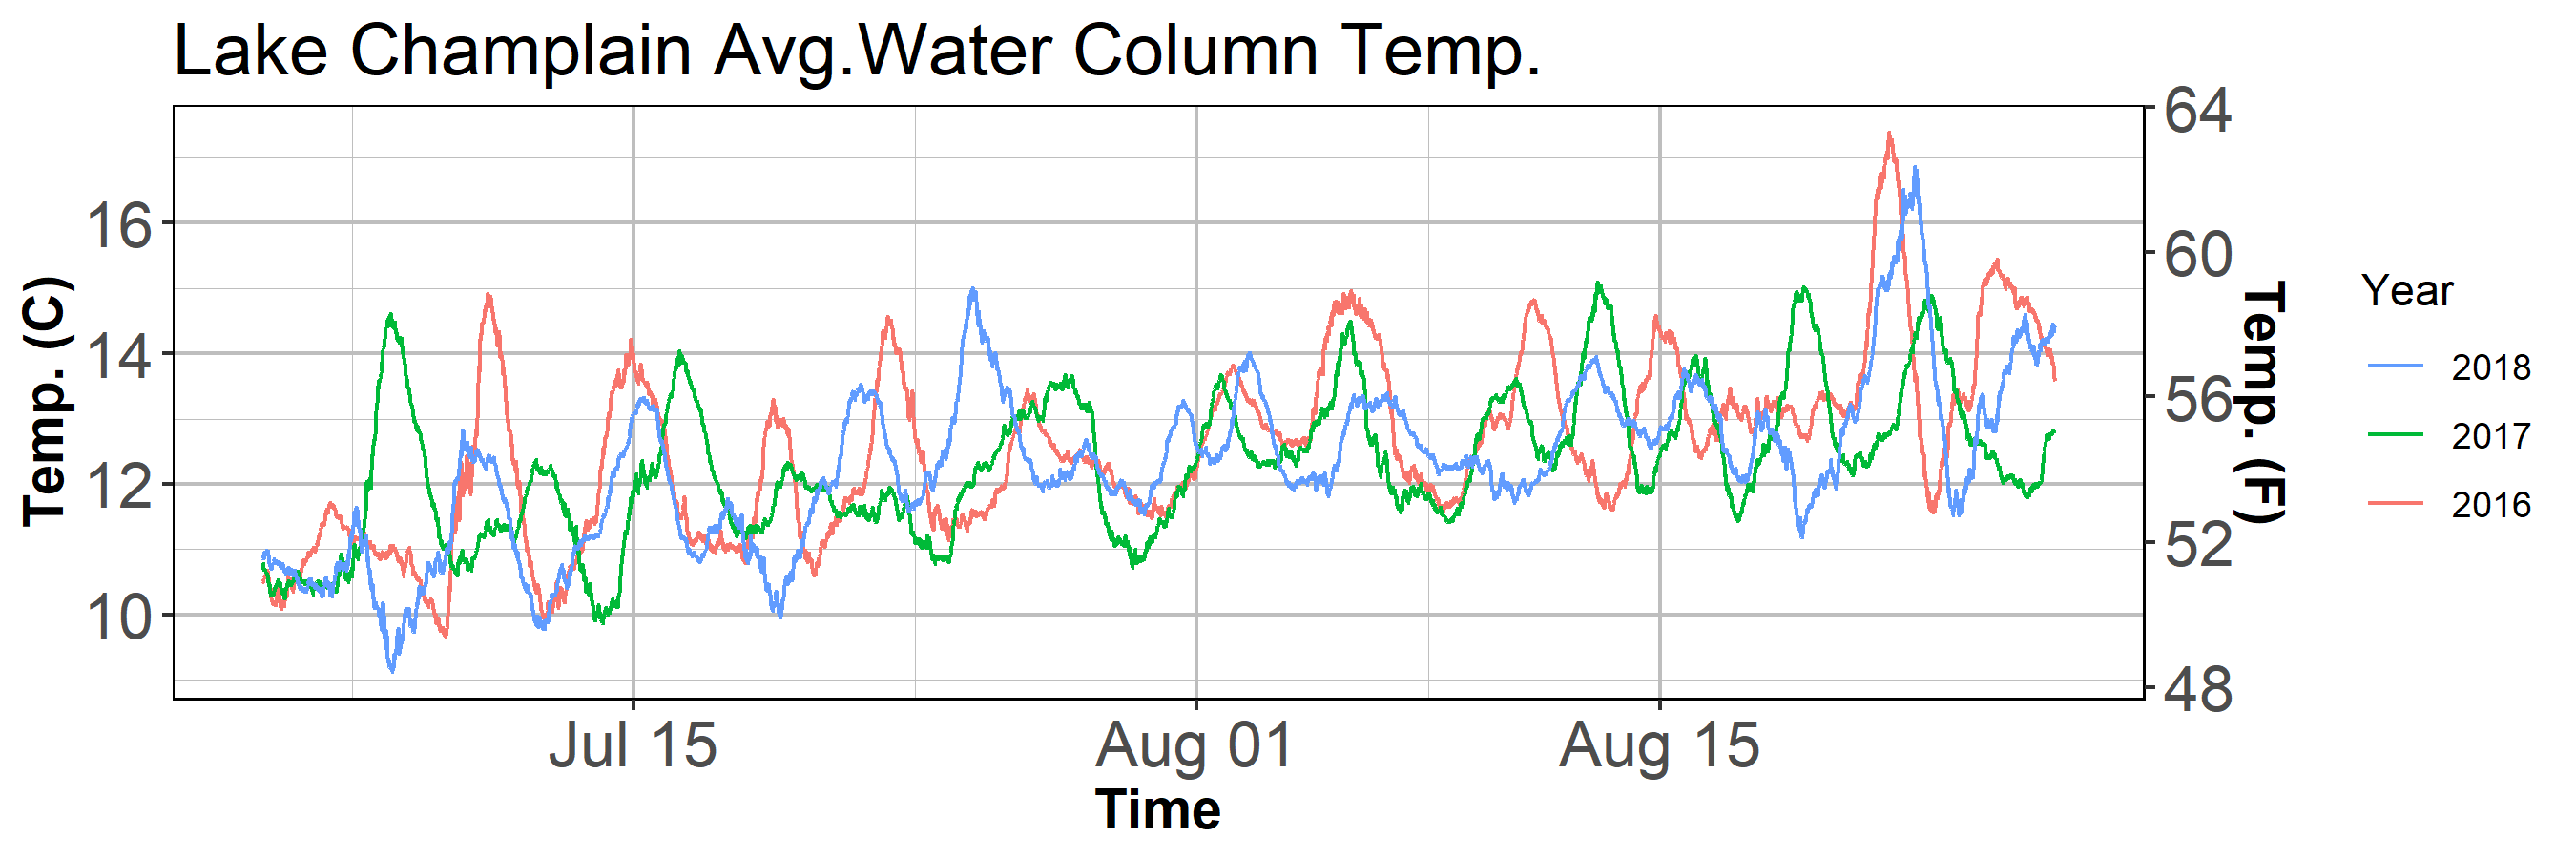 Lake Champlain Avg.Water Column Temp.
Temp. (C)
16
14
12
10
64
60
56
52
48
Temp. (F)
Jul 15
Aug 01
Aug 15
Time
Year
2018
2017
2016